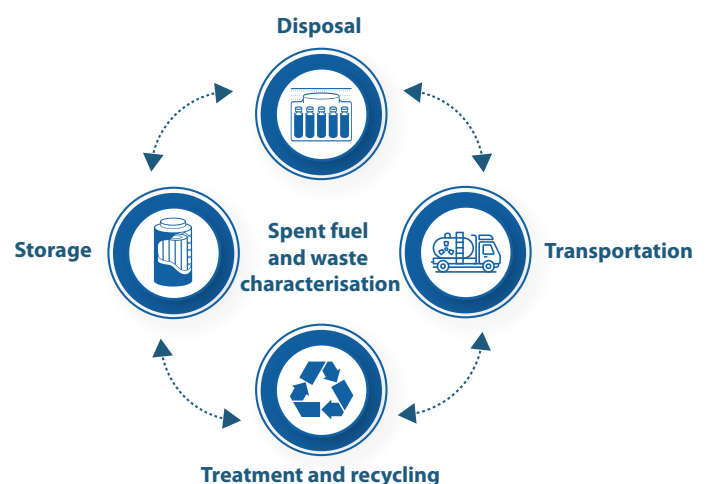 Disposal
Storage
Spent fuel
and waste
characterisation
Transportation
Treatment and recycling